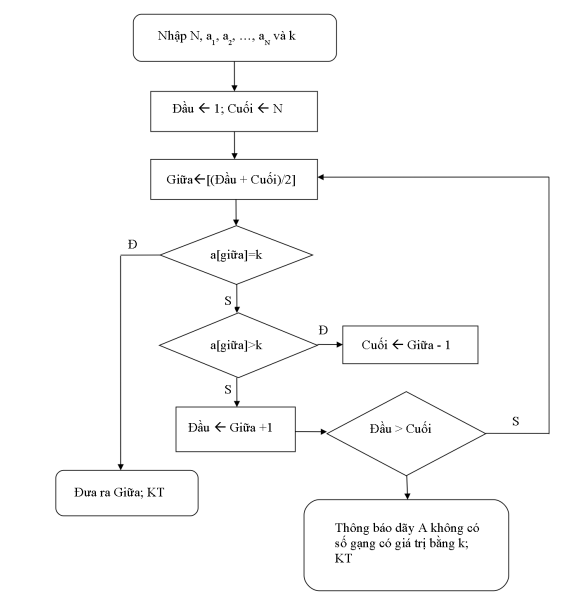 Nhập N, a1, a2, …, aN và k
Đầu ← 1; Cuối ← N
Giữa←[(Đầu + Cuối)/2]
Đ
a[giữa]=k
S
a[giữa]>k
Đ
Cuối ← Giữa - 1
S
Đầu ← Giữa +1
Đầu > Cuối
S
Đưa ra Giữa; KT
Thông báo dãy A không có
số gạng có giá trị bằng k;
KT